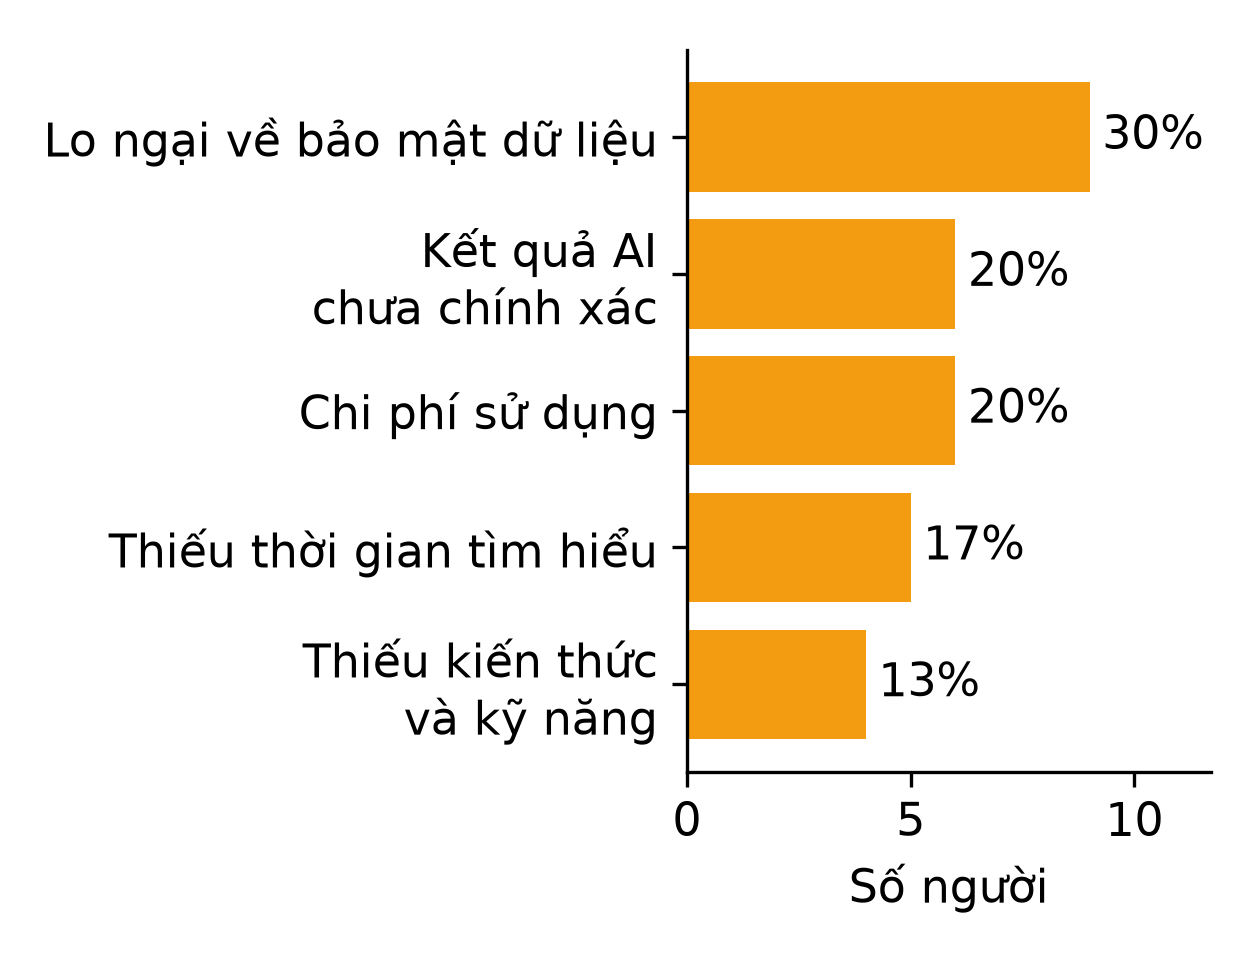 Lo ngại về bảo mật dữ liệu
30%
Kết quả AI
chưa chính xác
20%
Chi phí sử dụng
20%
Thiếu thời gian tìm hiểu
17%
Thiếu kiến thức
và kỹ năng
13%
0 5 10
Số người